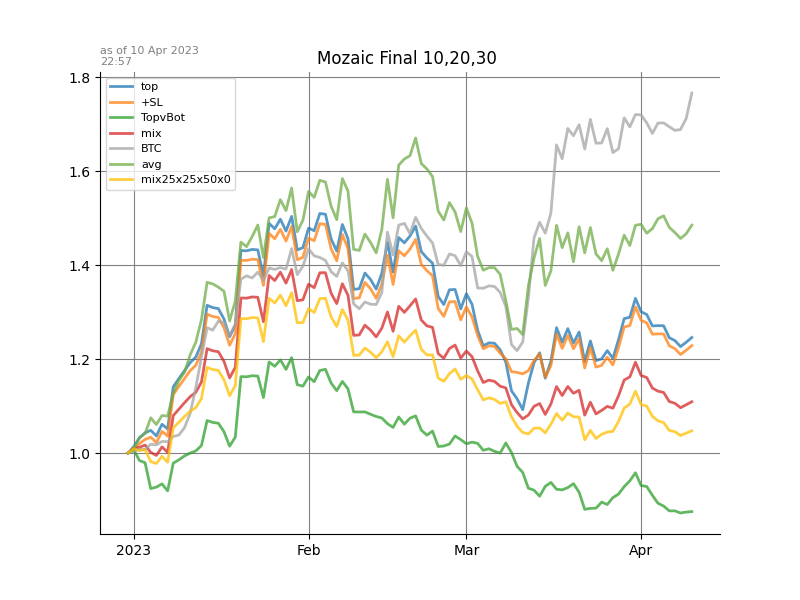 as of 10 Apr 2023
22:57
Mozaic Final 10,20,30
1.8
1.6
1.4
1.2
1.0
top
+SL
TopvBot
mix
BTC
avg
mix25x25x50x0
2023
Feb
Mar
Apr